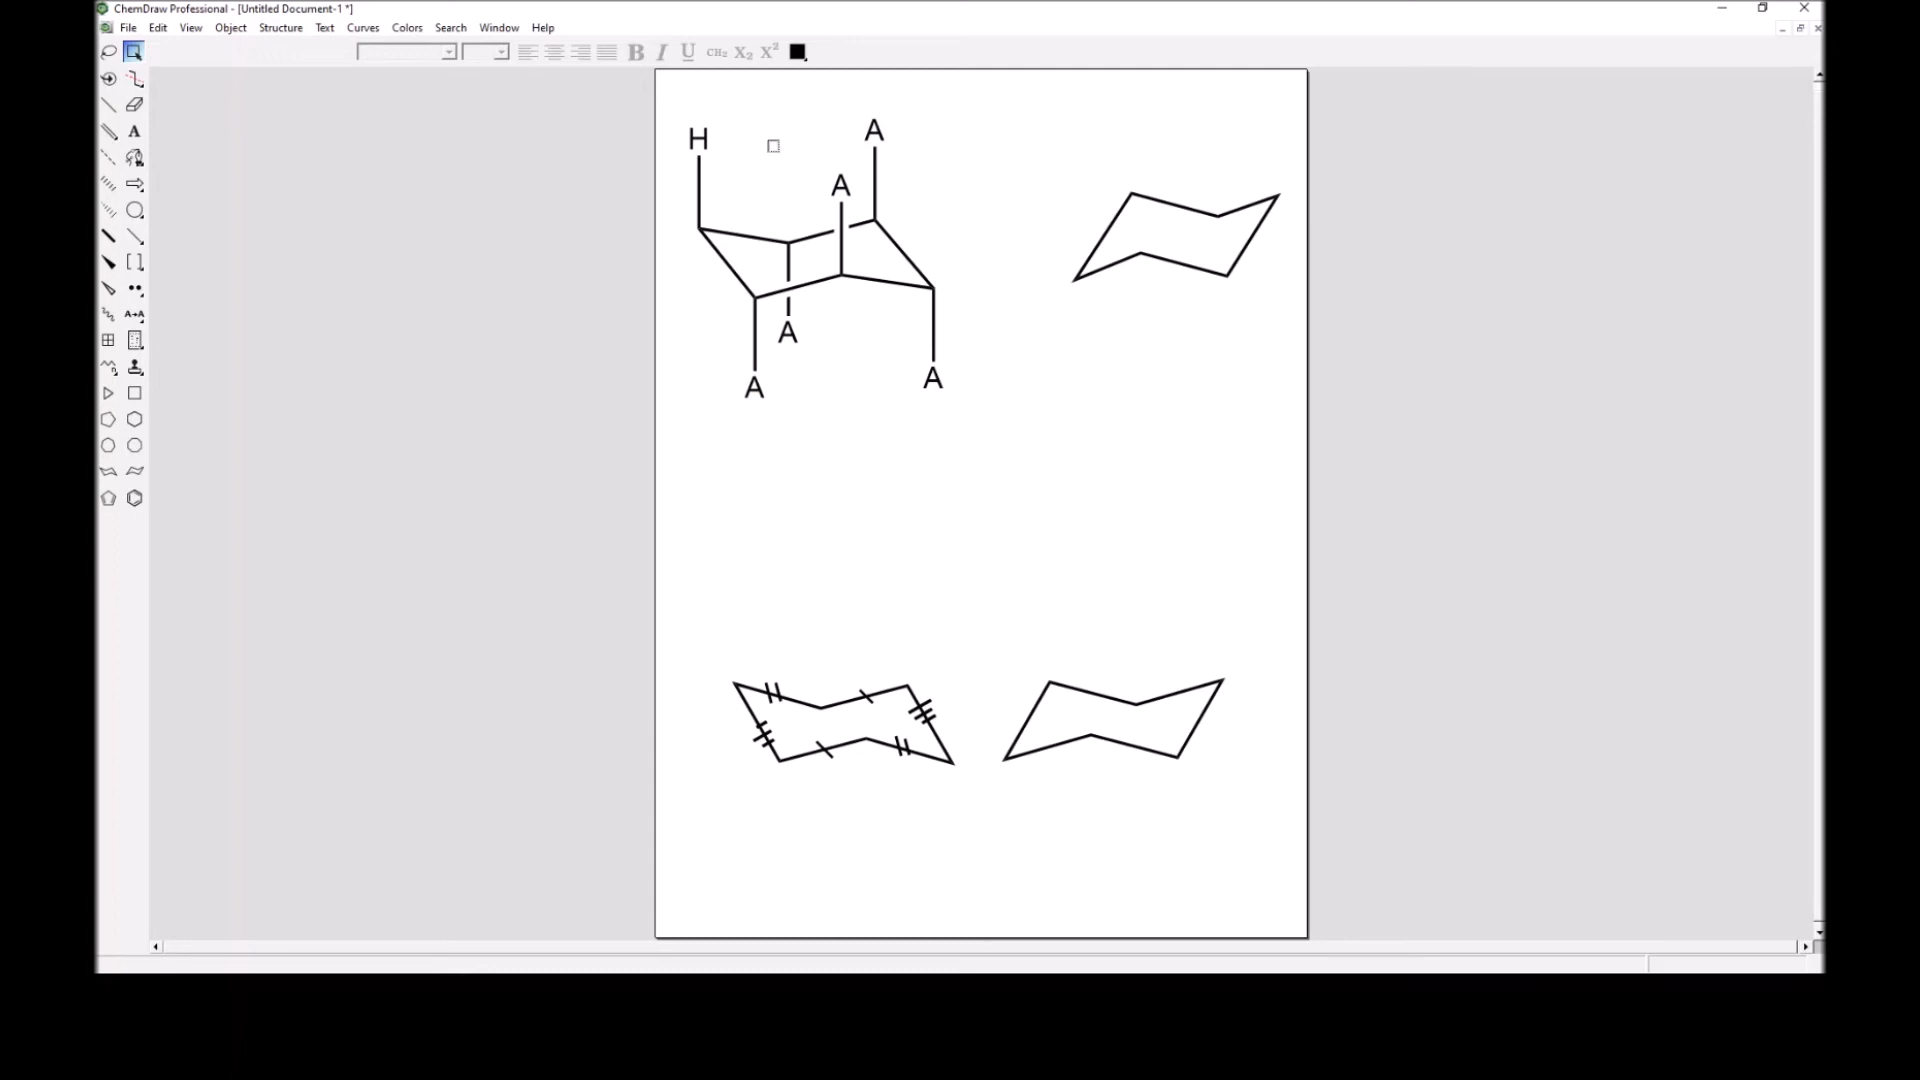 ChemDraw Professional - [Untitled Document-1 *]
File Edit View Object Structure Text Curves Colors Search Window Help
B I U CH₂ X₂ X²
A
A→A
H
A
A
A
A
A